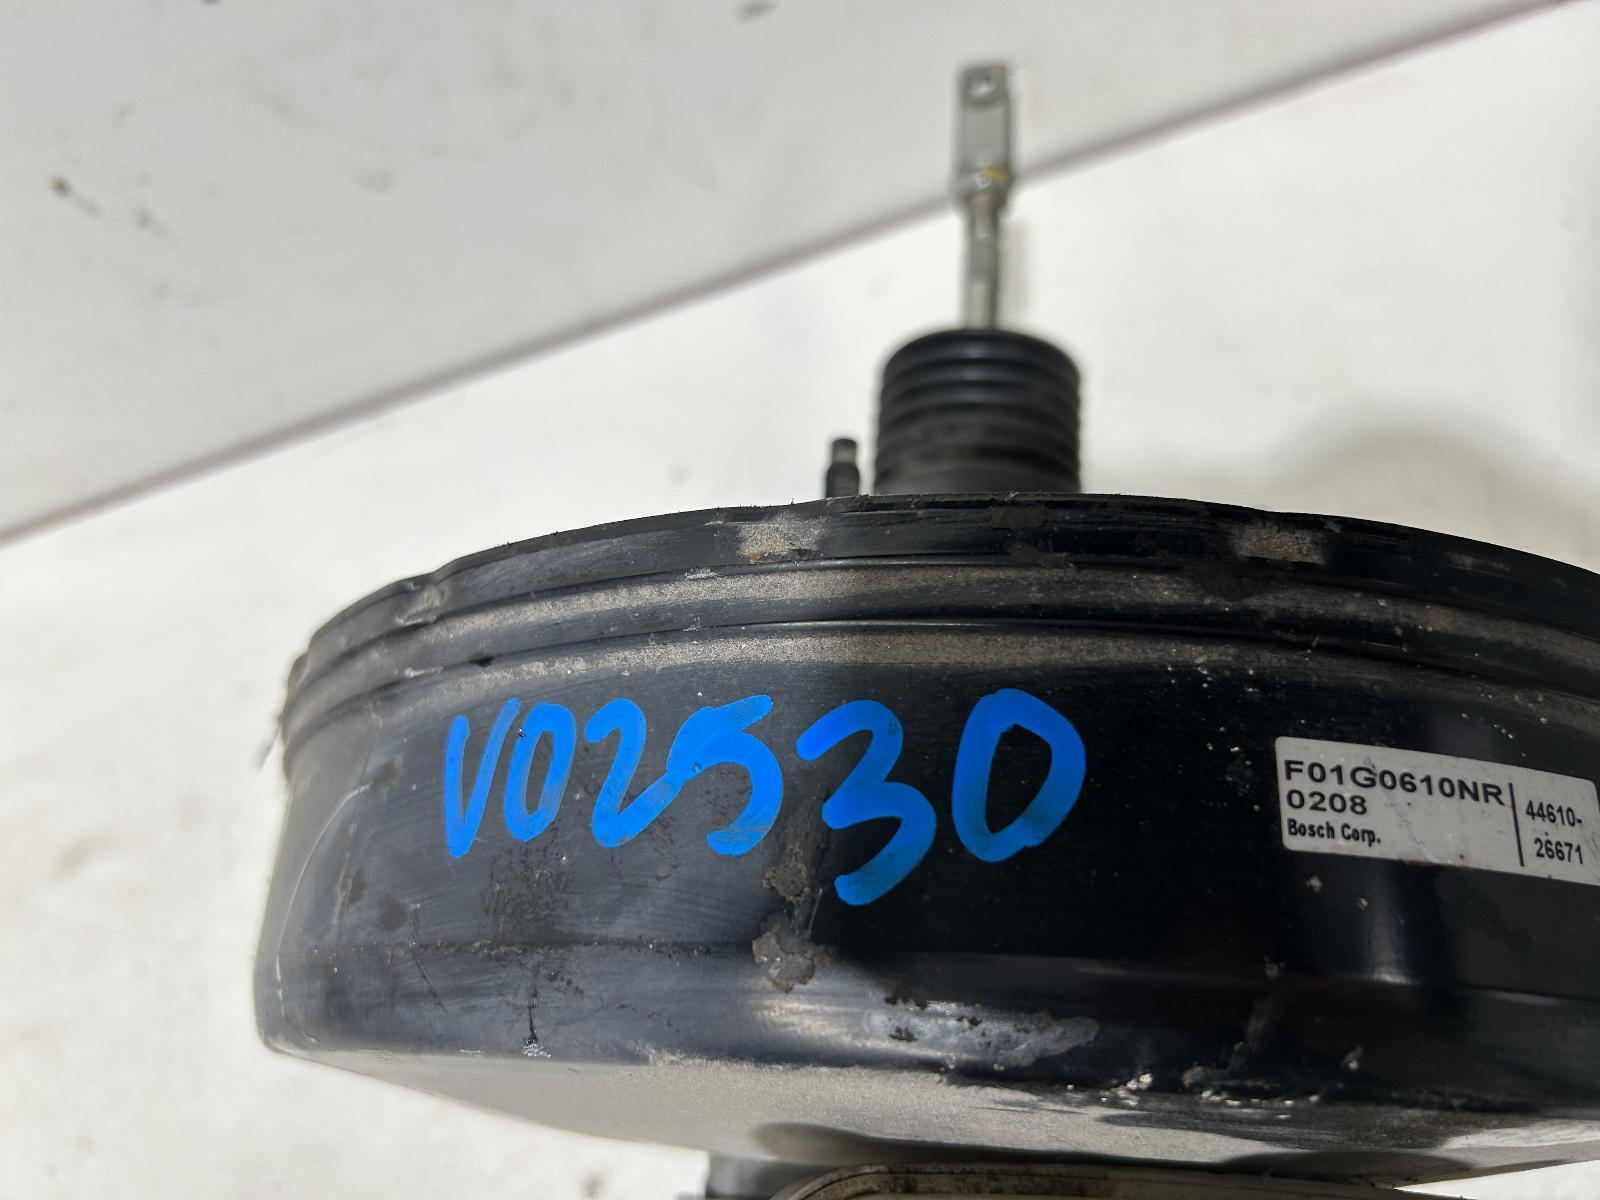 V02530
F01G0610NR
0208
Bosch Corp.
44610-
26671